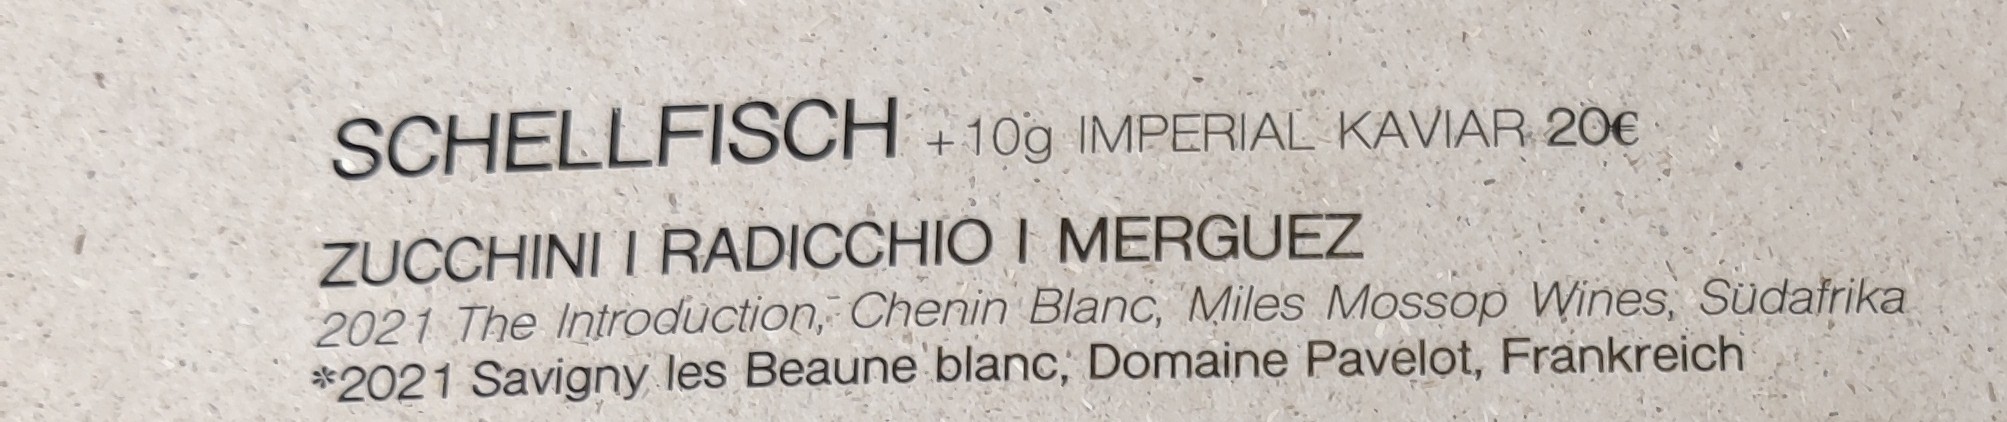 SCHELLFISCH +10g IMPERIAL KAVIAR 20€
ZUCCHINI I RADICCHIO I MERGUEZ
2021 The Introduction, Chenin Blanc, Miles Mossop Wines, Südafrika
*2021 Savigny les Beaune blanc, Domaine Pavelot, Frankreich